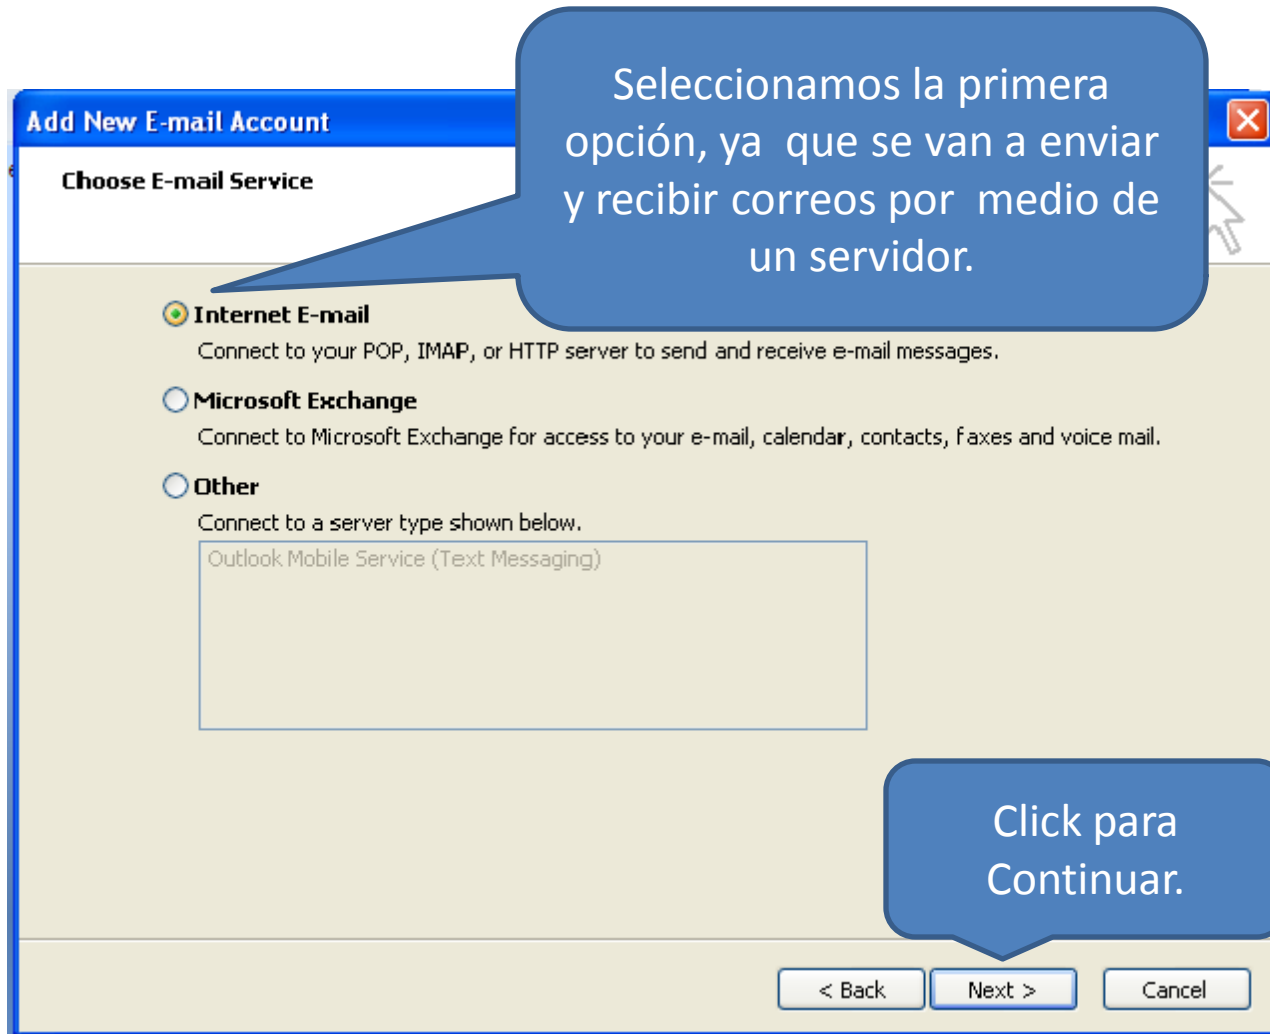 Seleccionamos la primera
opción, ya  que se van a enviar
y recibir correos por  medio de
un servidor.
Add New E-mail Account
Choose E-mail Service
Internet E-mail
Connect to your POP, IMAP, or HTTP server to send and receive e-mail messages.
Microsoft Exchange
Connect to Microsoft Exchange for access to your e-mail, calendar, contacts, faxes and voice mail.
Other
Connect to a server type shown below.
Outlook Mobile Service (Text Messaging)
Click para
Continuar.
< Back
Next >
Cancel